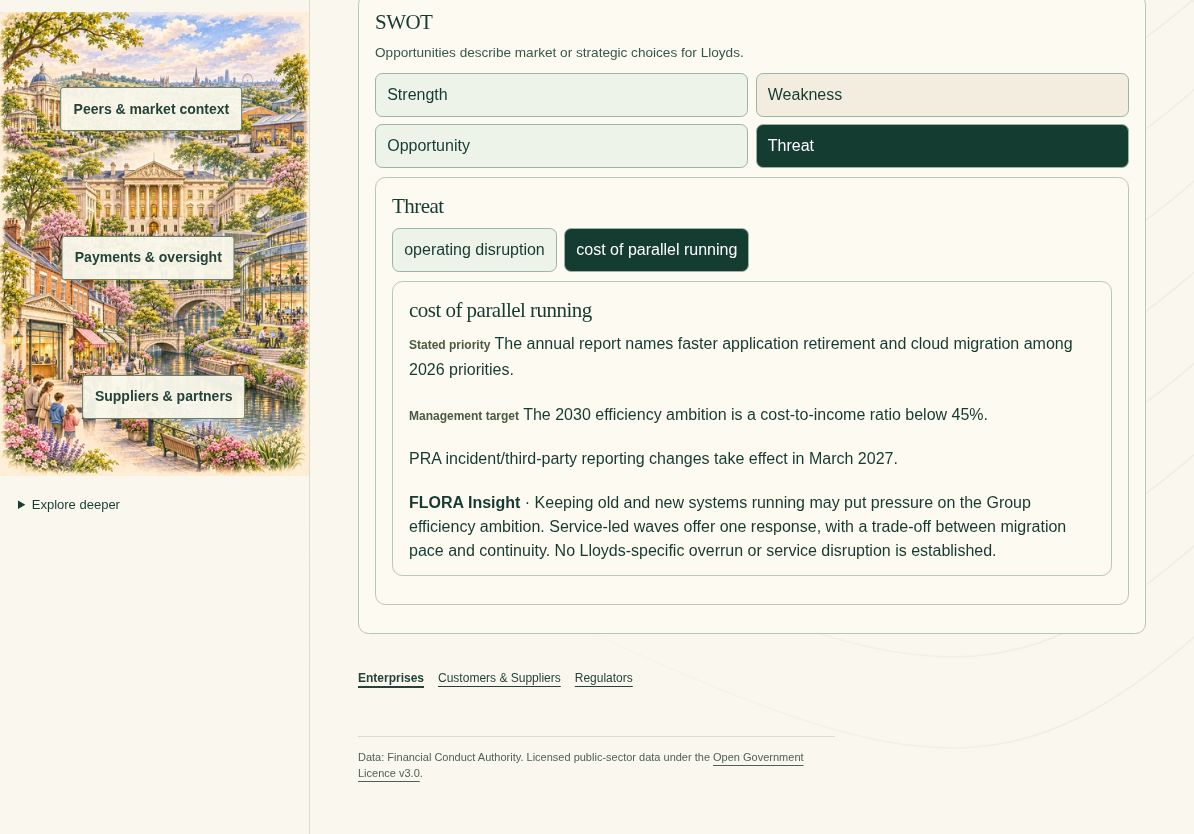 Peers & market context
Payments & oversight
Suppliers & partners
Explore deeper
SWOT
Opportunities describe market or strategic choices for Lloyds.
Strength
Weakness
Opportunity
Threat
Threat
operating disruption
cost of parallel running
cost of parallel running
Stated priority The annual report names faster application retirement and cloud migration among
2026 priorities.
Management target The 2030 efficiency ambition is a cost-to-income ratio below 45%.
PRA incident/third-party reporting changes take effect in March 2027.
FLORA Insight · Keeping old and new systems running may put pressure on the Group
efficiency ambition. Service-led waves offer one response, with a trade-off between migration
pace and continuity. No Lloyds-specific overrun or service disruption is established.
Enterprises
Customers & Suppliers
Regulators
Data: Financial Conduct Authority. Licensed public-sector data under the Open Government
Licence v3.0.